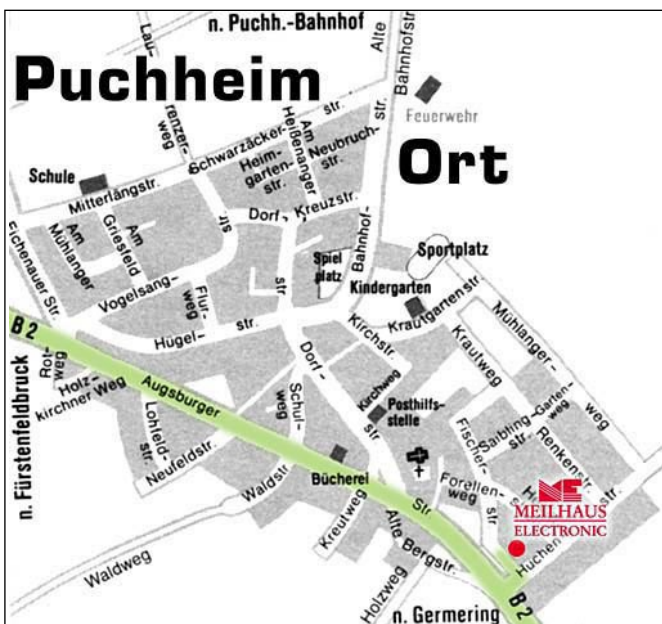 n. Puchh.-Bahnhof
Puchheim
Ort
Alte
Bahnhofstr
Lau-
renzer-
weg
Feuerwehr
Schwarzäcker-
str.
Am
Heißenanger
Neubruch-
str.
Heim-
garten-
str.
Schule
Mitterlängstr.
Am
Mühlanger
Am
Griesfeld
str.
Dorf-
Kreuzstr.
str
Bahnhof-
Spiel
platz
Sportplatz
Kindergarten
Eichenauer Str.
Vogelsang-
Flur-
weg
Hügel-
str.
Krautgartenstr.
Krautweg
Mühlanger-
weg
Kirchstr.
Kirchweg
B 2
n. Fürstenfeldbruck
Rot-
weg
Holz-
kirchner Weg
Augsburger
Str
Lohfeld-
str.
Neufeldstr.
Schul-
weg
Dorf-
str.
Posthilfs-
stelle
Bücherei
Waldstr
Waldweg
Kreutweg
Fischer-
str
Saibling-
str.
Garten-
weg
Renkenstr.
Forellen-
weg
Alte
Bergstr.
Holzweg
n. Germering
MEILHAUS
ELECTRONIC
Huchen
str.
B 2